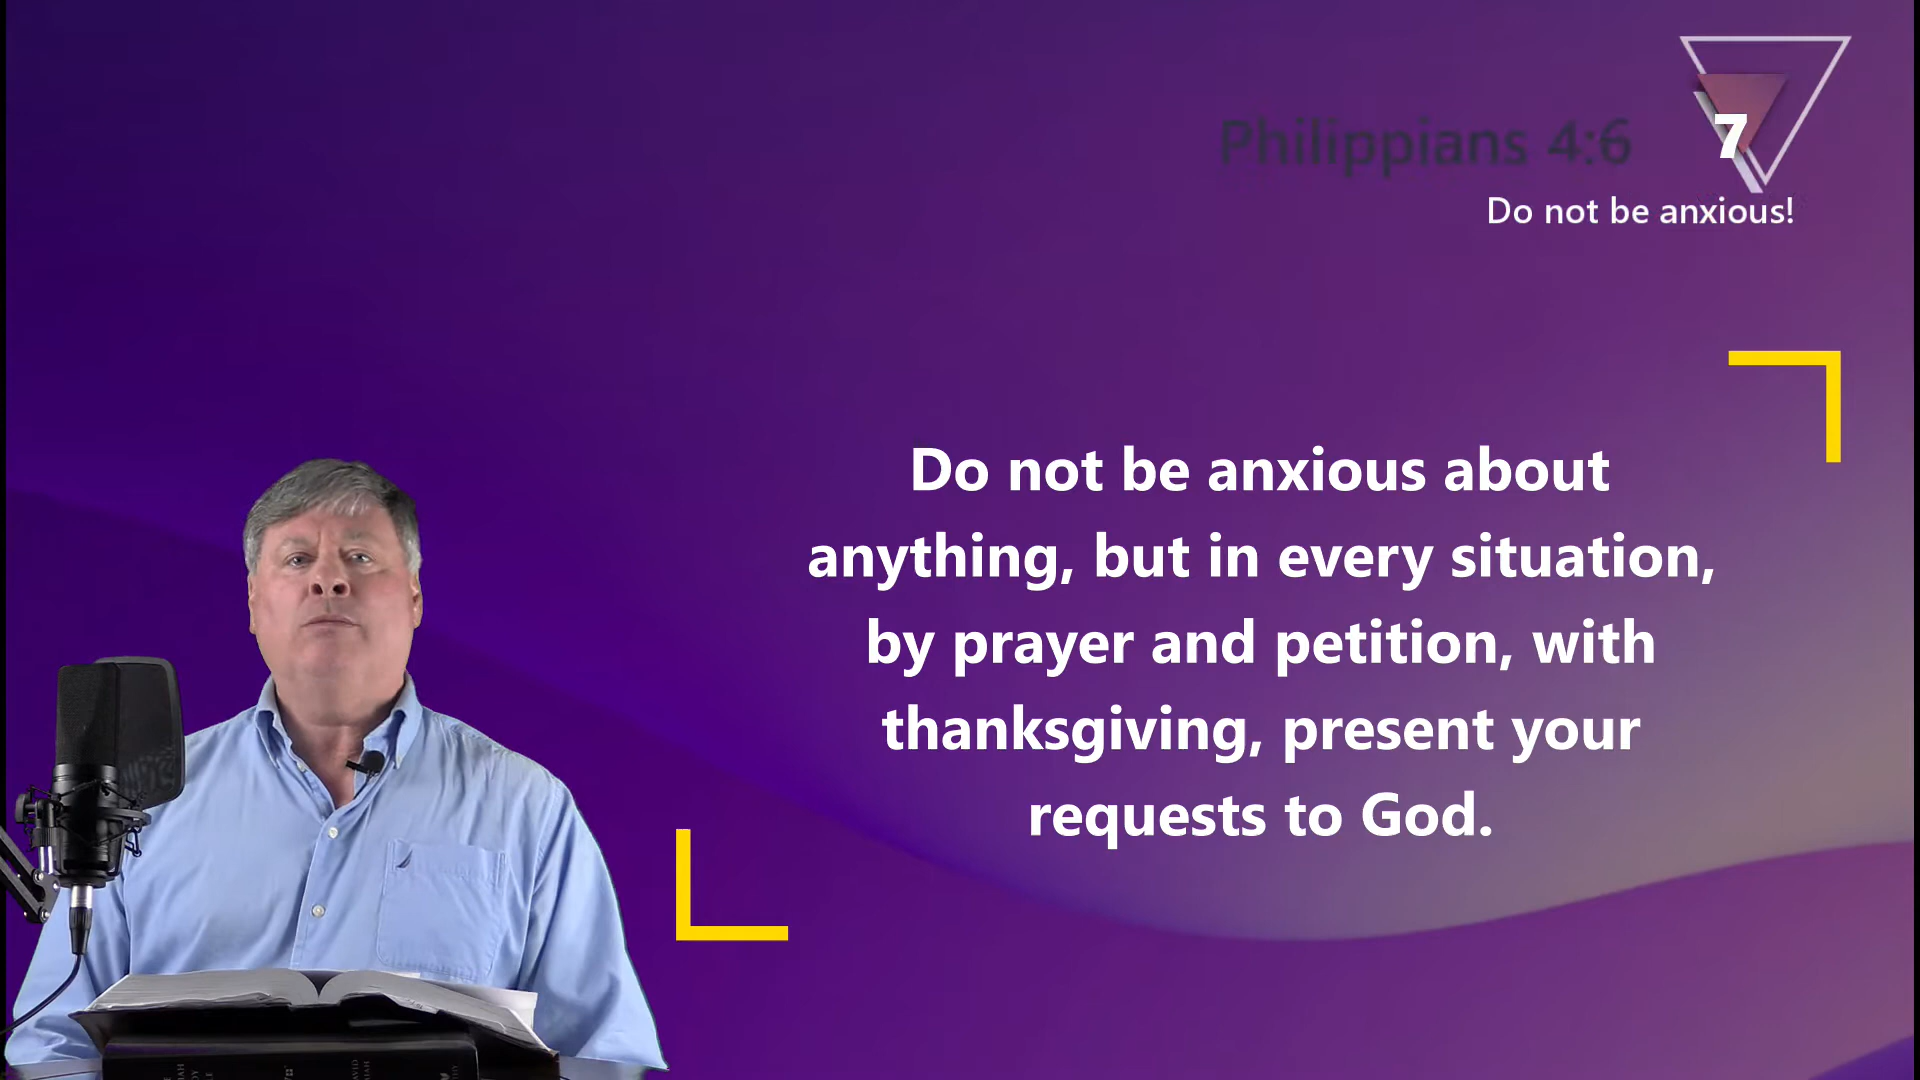 Philippians 4:6
7
Do not be anxious!
Do not be anxious about
anything, but in every situation,
by prayer and petition, with
thanksgiving, present your
requests to God.